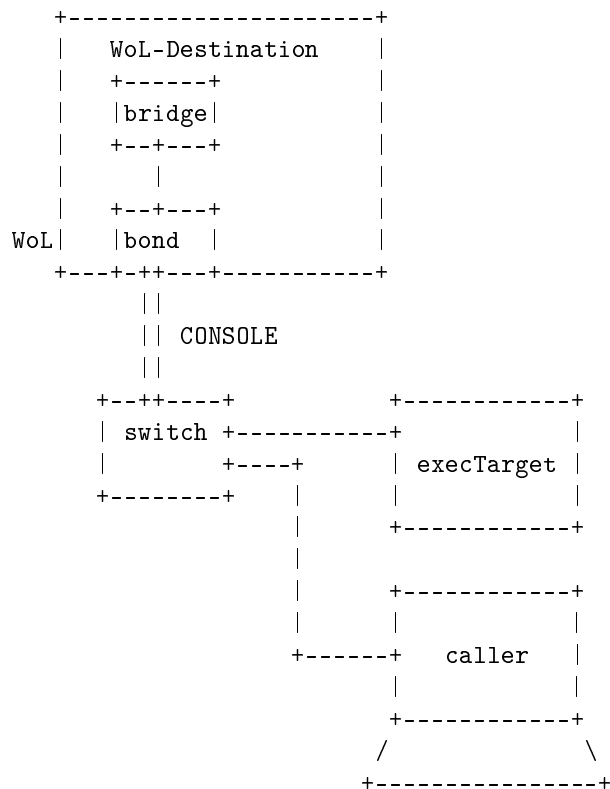 WoL-Destination
bridge
WoL
bond
CONSOLE
switch
execTarget
caller